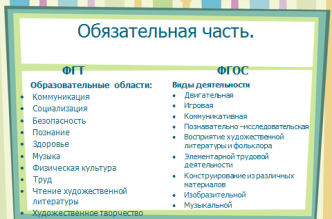 Обязательная часть.
ФГТ
Образовательные области:
Коммуникация
Социализация
Безопасность
Познание
Здоровье
Музыка
Физическая культура
Труд
Чтение художественной
литературы
Художественное творчество
ФГОС
Виды деятельности
Двигательная
Игровая
Коммуникативная
Познавательно –исследовательская
Восприятие художественной
литературы и фольклора
Элементарной трудовой
деятельности
Конструирование из различных
материалов
Изобразительной
Музыкальной